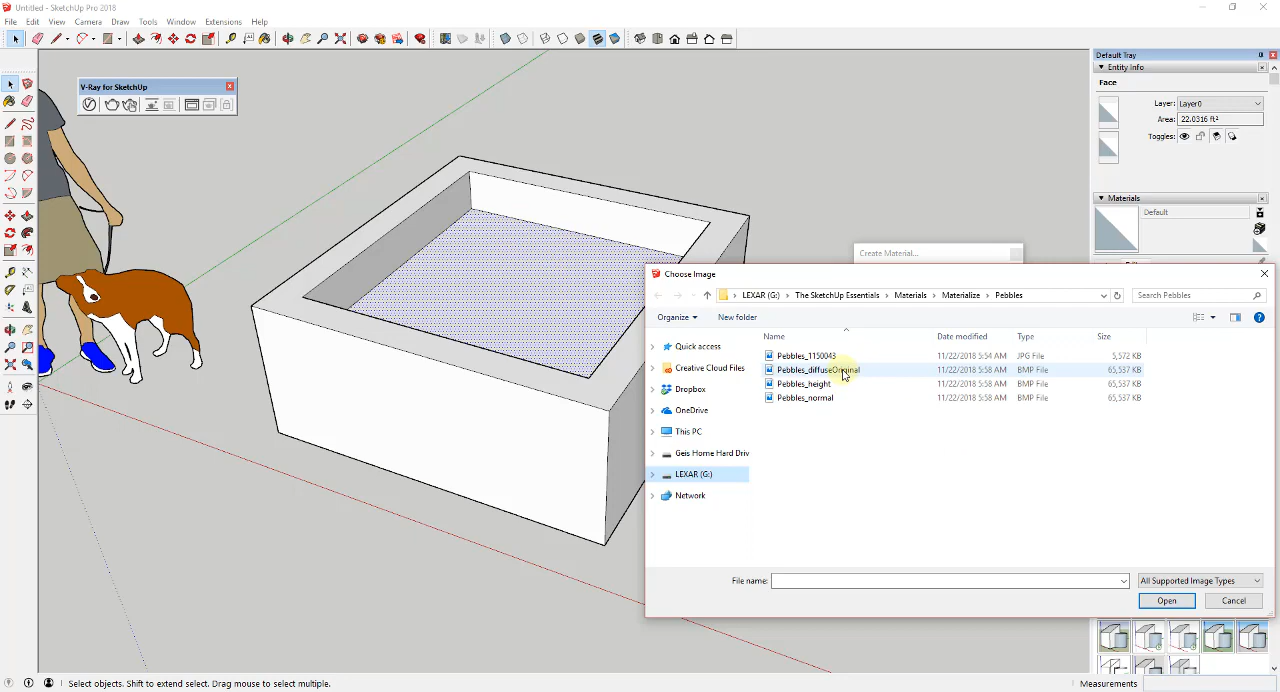 Untitled - SketchUp Pro 2018
File Edit View Camera Draw Tools Window Extensions Help
Default Tray
Entity Info
Face
Layer: Layer0
Area: 22.0316 ft²
Toggles:
V-Ray for SketchUp
Materials
Default
Create Material...
Choose Image
LEXAR (G:) › The SketchUp Essentials › Materials › Materialize › Pebbles
Search Pebbles
Organize New folder
Name Date modified Type Size
Quick access
Creative Cloud Files
Dropbox
OneDrive
This PC
Geis Home Hard Driv
LEXAR (G:)
Network
Pebbles_1150043 11/22/2018 5:54 AM JPG File 5,572 KB
Pebbles_diffuseOriginal 11/22/2018 5:58 AM BMP File 65,537 KB
Pebbles_height 11/22/2018 5:58 AM BMP File 65,537 KB
Pebbles_normal 11/22/2018 5:58 AM BMP File 65,537 KB
File name:
All Supported Image Types
Open Cancel
Select objects. Shift to extend select. Drag mouse to select multiple.
Measurements